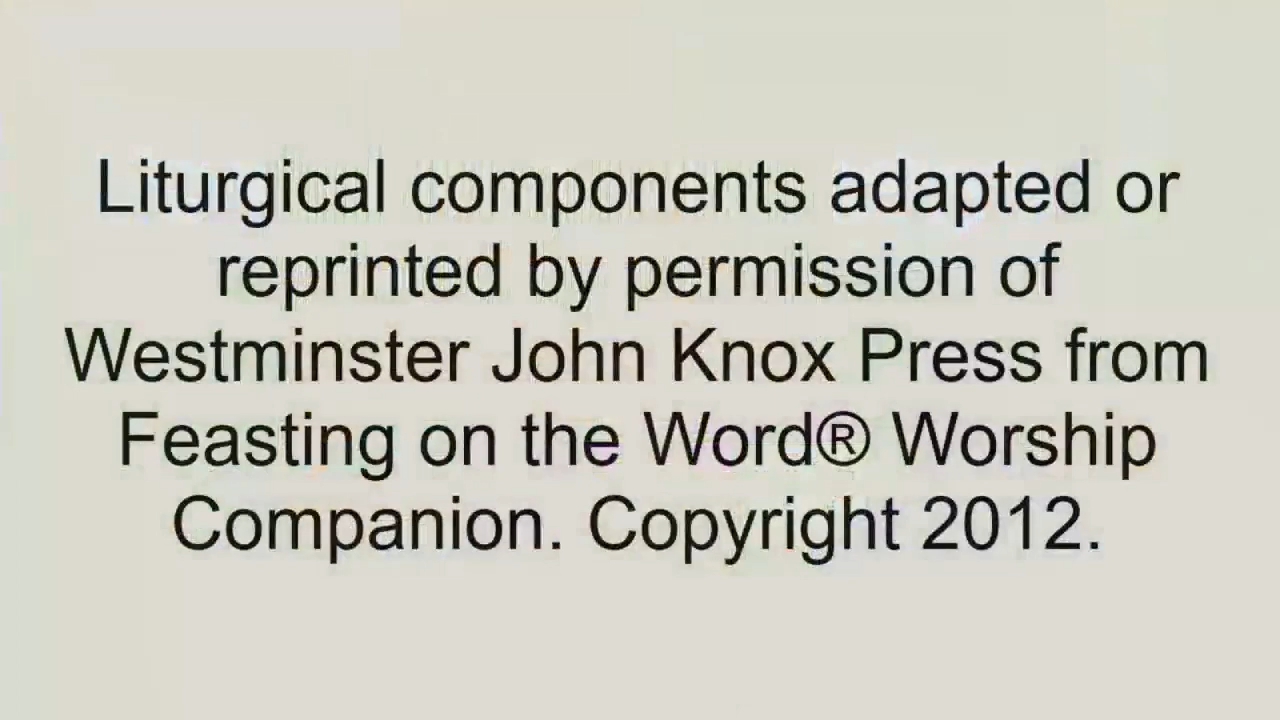 Liturgical components adapted or
reprinted by permission of
Westminster John Knox Press from
Feasting on the Word® Worship
Companion. Copyright 2012.